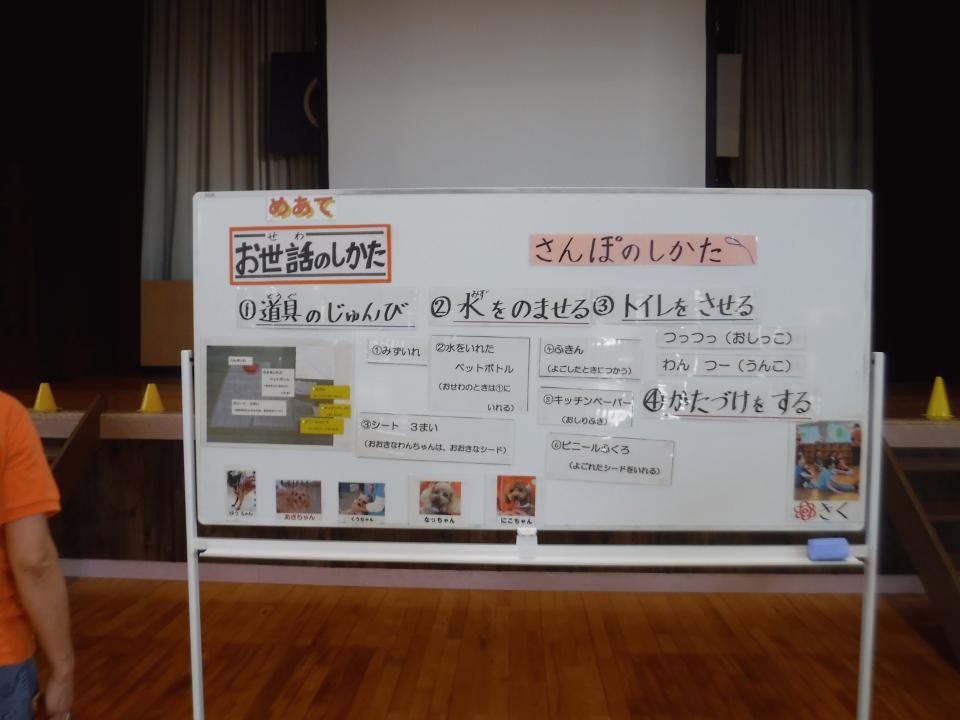 めあて
お世話のしかた
せわ
さんぽのしかた
①道具のじゅんび
どうぐ
②水をのませる
みず
③トイレをさせる
つっつっ（おしっこ）
わん　つー（うんこ）
④かたづけをする
①みずいれ
②水をいれた
ペットボトル
（おせわのときは①に
いれる）
③シート　3まい
（おおきなわんちゃんは、おおきなシード）
④ふきん
（よごしたときにつかう）
⑤キッチンペーパー
（おしりふき）
⑥ビニールぶくろ
（よごれたシードをいれる）
あきちゃん
くうちゃん
なっちゃん
にこちゃん
さく